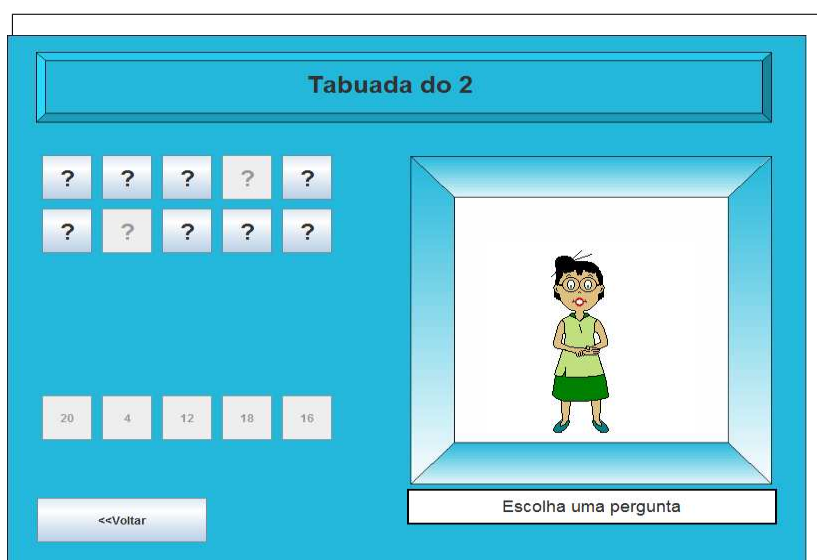 Tabuada do 2
? ? ? ? ?
? ? ? ? ?
20 4 12 18 16
<<Voltar
Escolha uma pergunta